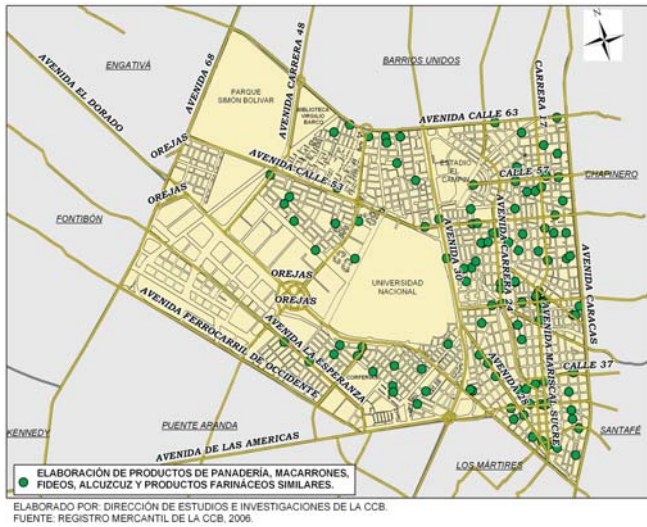 ENGATIVÁ
BARRIOS UNIDOS
AVENIDA 68
AVENIDA CARRERA 48
PARQUE
SIMÓN BOLIVAR
BIBLIOTECA
VIRGILIO
BARCO
AVENIDA EL DORADO
AVENIDA CALLE 63
CARRERA 17
OREJAS
AVENIDA CALLE 53
ESTADIO
EL
CAMPIN
CALLE 57
CHAPINERO
OREJAS
FONTIBÓN
AVENIDA 30
AVENIDA CARRERA 24
AVENIDA CARACAS
OREJAS
UNIVERSIDAD
NACIONAL
OREJAS
AVENIDA FERROCARRIL DE OCCIDENTE
AVENIDA LA ESPERANZA
AVENIDA MARISCAL SUCRE
CALLE 37
CORFERIAS
AVENIDA 28
KENNEDY
PUENTE ARANDA
SANTAFÉ
AVENIDA DE LAS AMERICAS
LOS MÁRTIRES
ELABORACIÓN DE PRODUCTOS DE PANADERÍA, MACARRONES,
FIDEOS, ALCUZCUZ Y PRODUCTOS FARINÁCEOS SIMILARES.
ELABORADO POR: DIRECCIÓN DE ESTUDIOS E INVESTIGACIONES DE LA CCB.
FUENTE: REGISTRO MERCANTIL DE LA CCB, 2006.